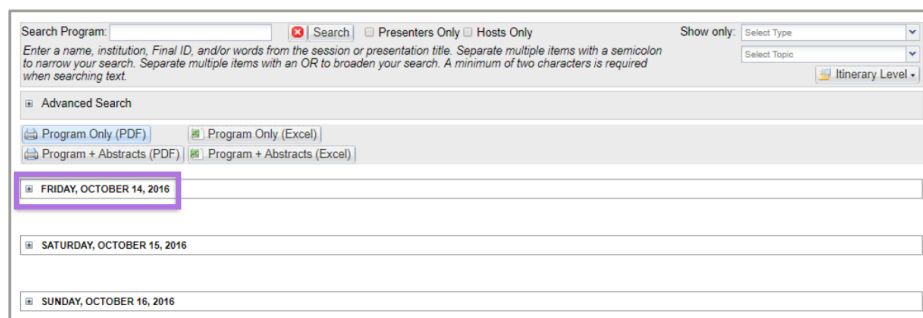 Search Program: Search Presenters Only Hosts Only Show only: Select Type
Enter a name, institution, Final ID, and/or words from the session or presentation title. Separate multiple items with a semicolon
to narrow your search. Separate multiple items with an OR to broaden your search. A minimum of two characters is required
when searching text.
Select Topic
Itinerary Level
Advanced Search
Program Only (PDF) Program Only (Excel)
Program + Abstracts (PDF) Program + Abstracts (Excel)
FRIDAY, OCTOBER 14, 2016
SATURDAY, OCTOBER 15, 2016
SUNDAY, OCTOBER 16, 2016